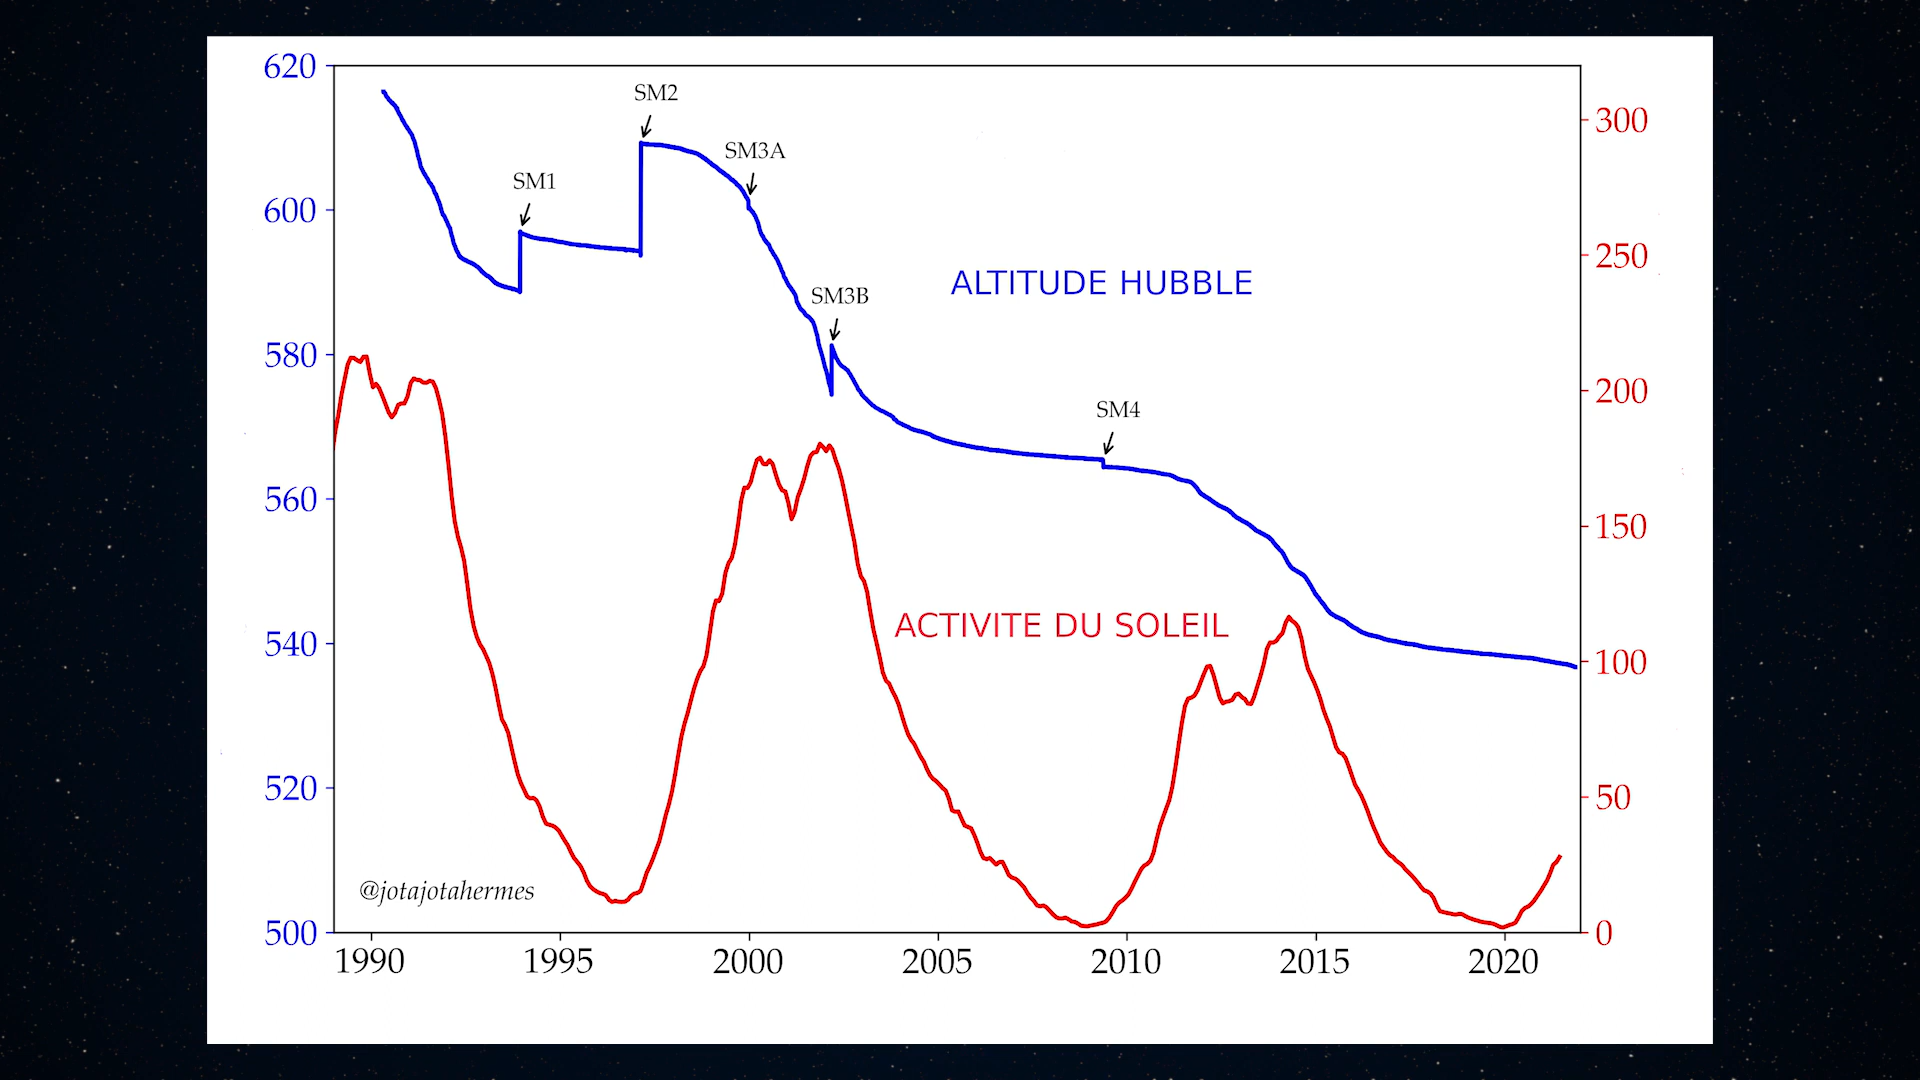 620
600
580
560
540
520
500
300
250
200
150
100
50
0
1990 1995 2000 2005 2010 2015 2020
SM1
SM2
SM3A
SM3B
SM4
ALTITUDE HUBBLE
ACTIVITE DU SOLEIL
@jotajotahermes